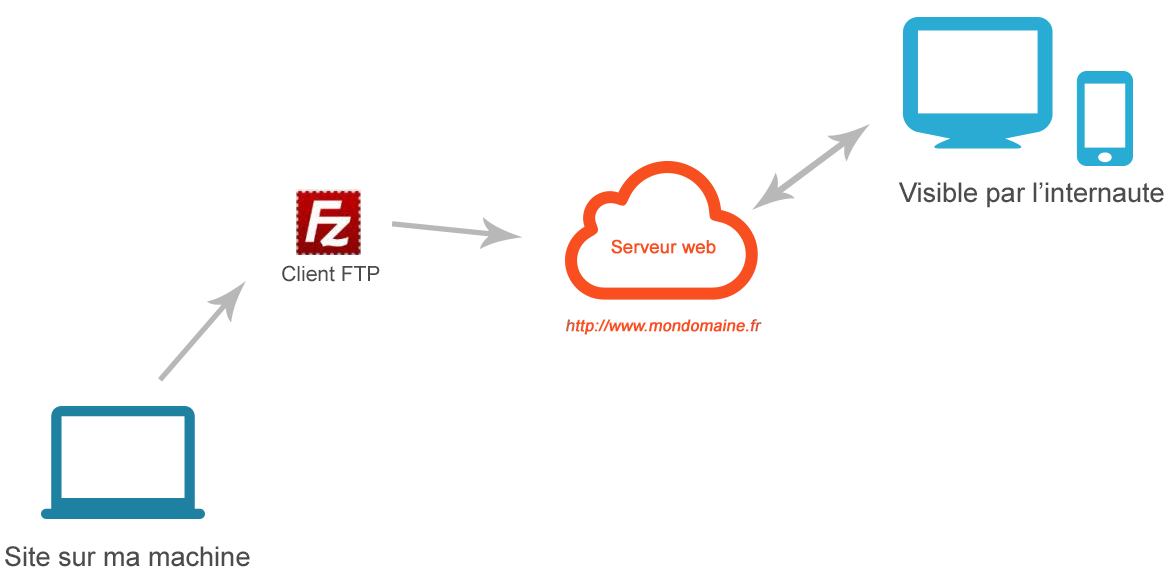 Visible par l’internaute
Fz
Client FTP
Serveur web
http://www.mondomaine.fr
Site sur ma machine